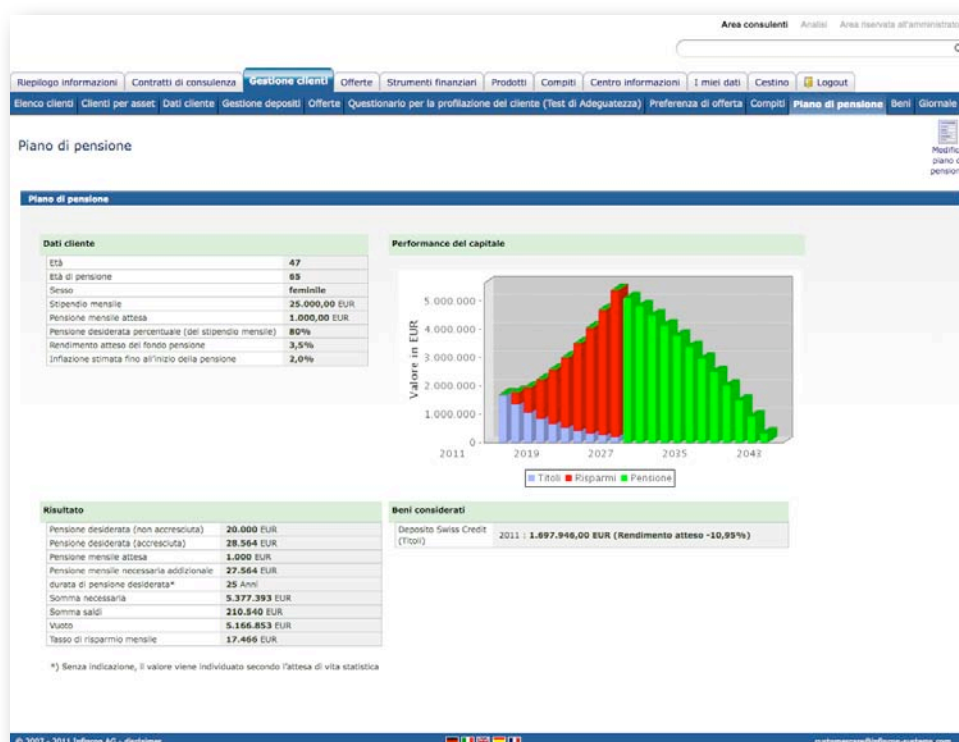 Area consulenti Analisi Area riservata all'amministrato
Riepilogo informazioni Contratti di consulenza Gestione clienti Offerte Strumenti finanziari Prodotti Compiti Centro informazioni I miei dati Cestino Logout
Elenco clienti Clienti per asset Dati cliente Gestione depositi Offerte Questionario per la profilazione del cliente (Test di Adeguatezza) Preferenza di offerta Compiti Piano di pensione Beni Giornale
Piano di pensione
Modific
piano d
pension
Piano di pensione
Dati cliente
Età 47
Età di pensione 65
Sesso feminile
Stipendio mensile 25.000,00 EUR
Pensione mensile attesa 1.000,00 EUR
Pensione desiderata percentuale (del stipendio mensile) 80%
Rendimento atteso del fondo pensione 3,5%
Inflazione stimata fino all'inizio della pensione 2,0%
Performance del capitale
Valore in EUR
5.000.000
4.000.000
3.000.000
2.000.000
1.000.000
0
2011 2019 2027 2035 2043
Titoli Risparmi Pensione
Risultato
Pensione desiderata (non accresciuta) 20.000 EUR
Pensione desiderata (accresciuta) 28.564 EUR
Pensione mensile attesa 1.000 EUR
Pensione mensile necessaria addizionale 27.564 EUR
durata di pensione desiderata* 25 Anni
Somma necessaria 5.377.393 EUR
Somma saldi 210.540 EUR
Vuoto 5.166.853 EUR
Tasso di risparmio mensile 17.466 EUR
*) Senza indicazione, il valore viene individuato secondo l'attesa di vita statistica
Beni considerati
Deposito Swiss Credit
(Titoli)
2011 : 1.697.946,00 EUR (Rendimento atteso -10,95%)